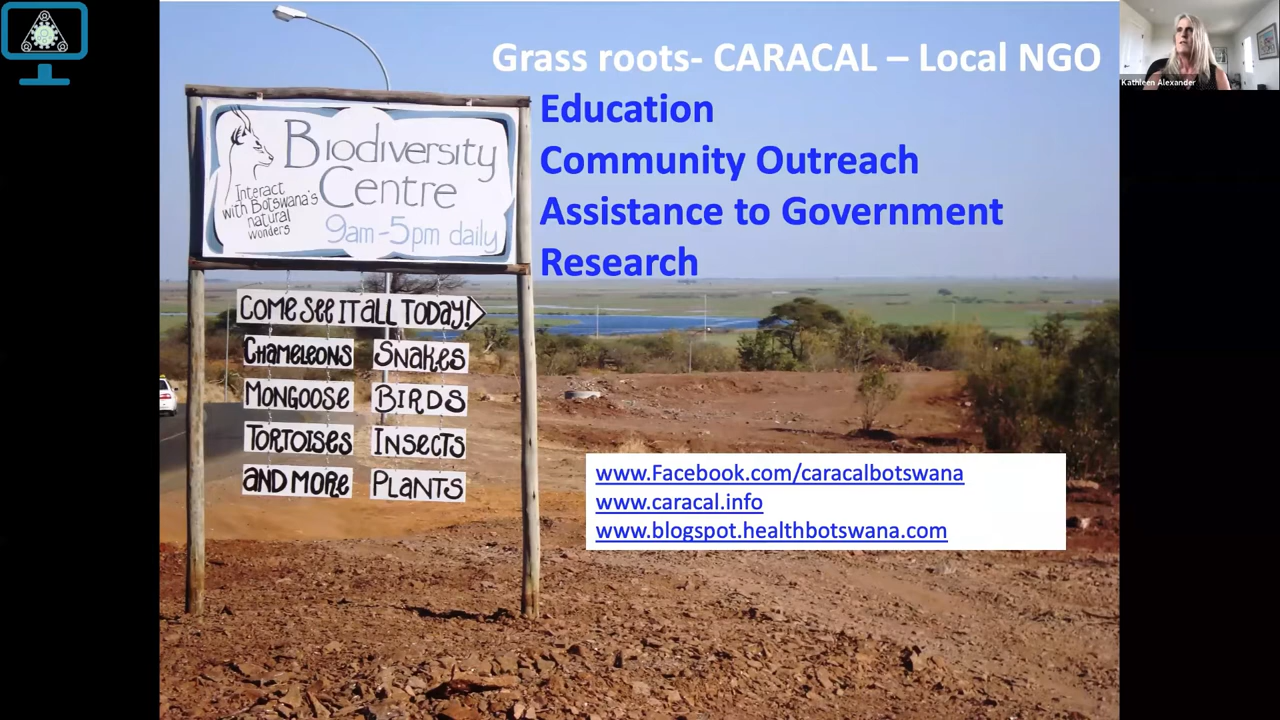 Grass roots- CARACAL – Local NGO
Education
Community Outreach
Assistance to Government
Research
Biodiversity
Centre
Interact
with Botswana's
natural
wonders
9am-5pm daily
COME SEE IT ALL TODAY!
CHAMELEONS SNAKES
MONGOOSE BIRDS
TORTOISES INSECTS
AND MORE PLANTS
www.Facebook.com/caracalbotswana
www.caracal.info
www.blogspot.healthbotswana.com
Kathleen Alexander